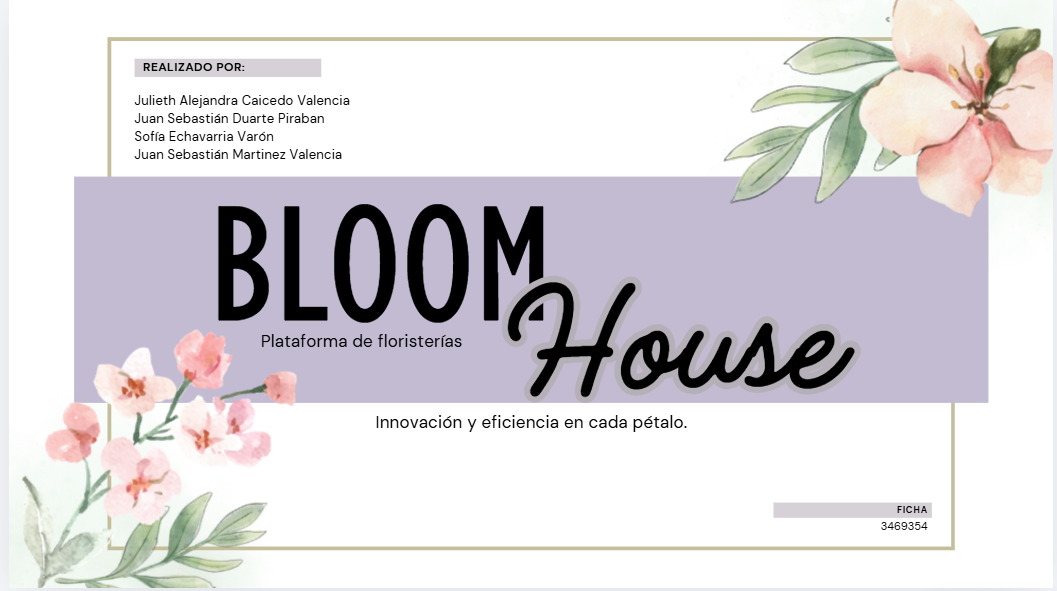 REALIZADO POR:
Julieth Alejandra Caicedo Valencia
Juan Sebastián Duarte Piraban
Sofía Echavarria Varón
Juan Sebastián Martinez Valencia
BLOOM
House
Plataforma de floristerías
Innovación y eficiencia en cada pétalo.
FICHA
3469354